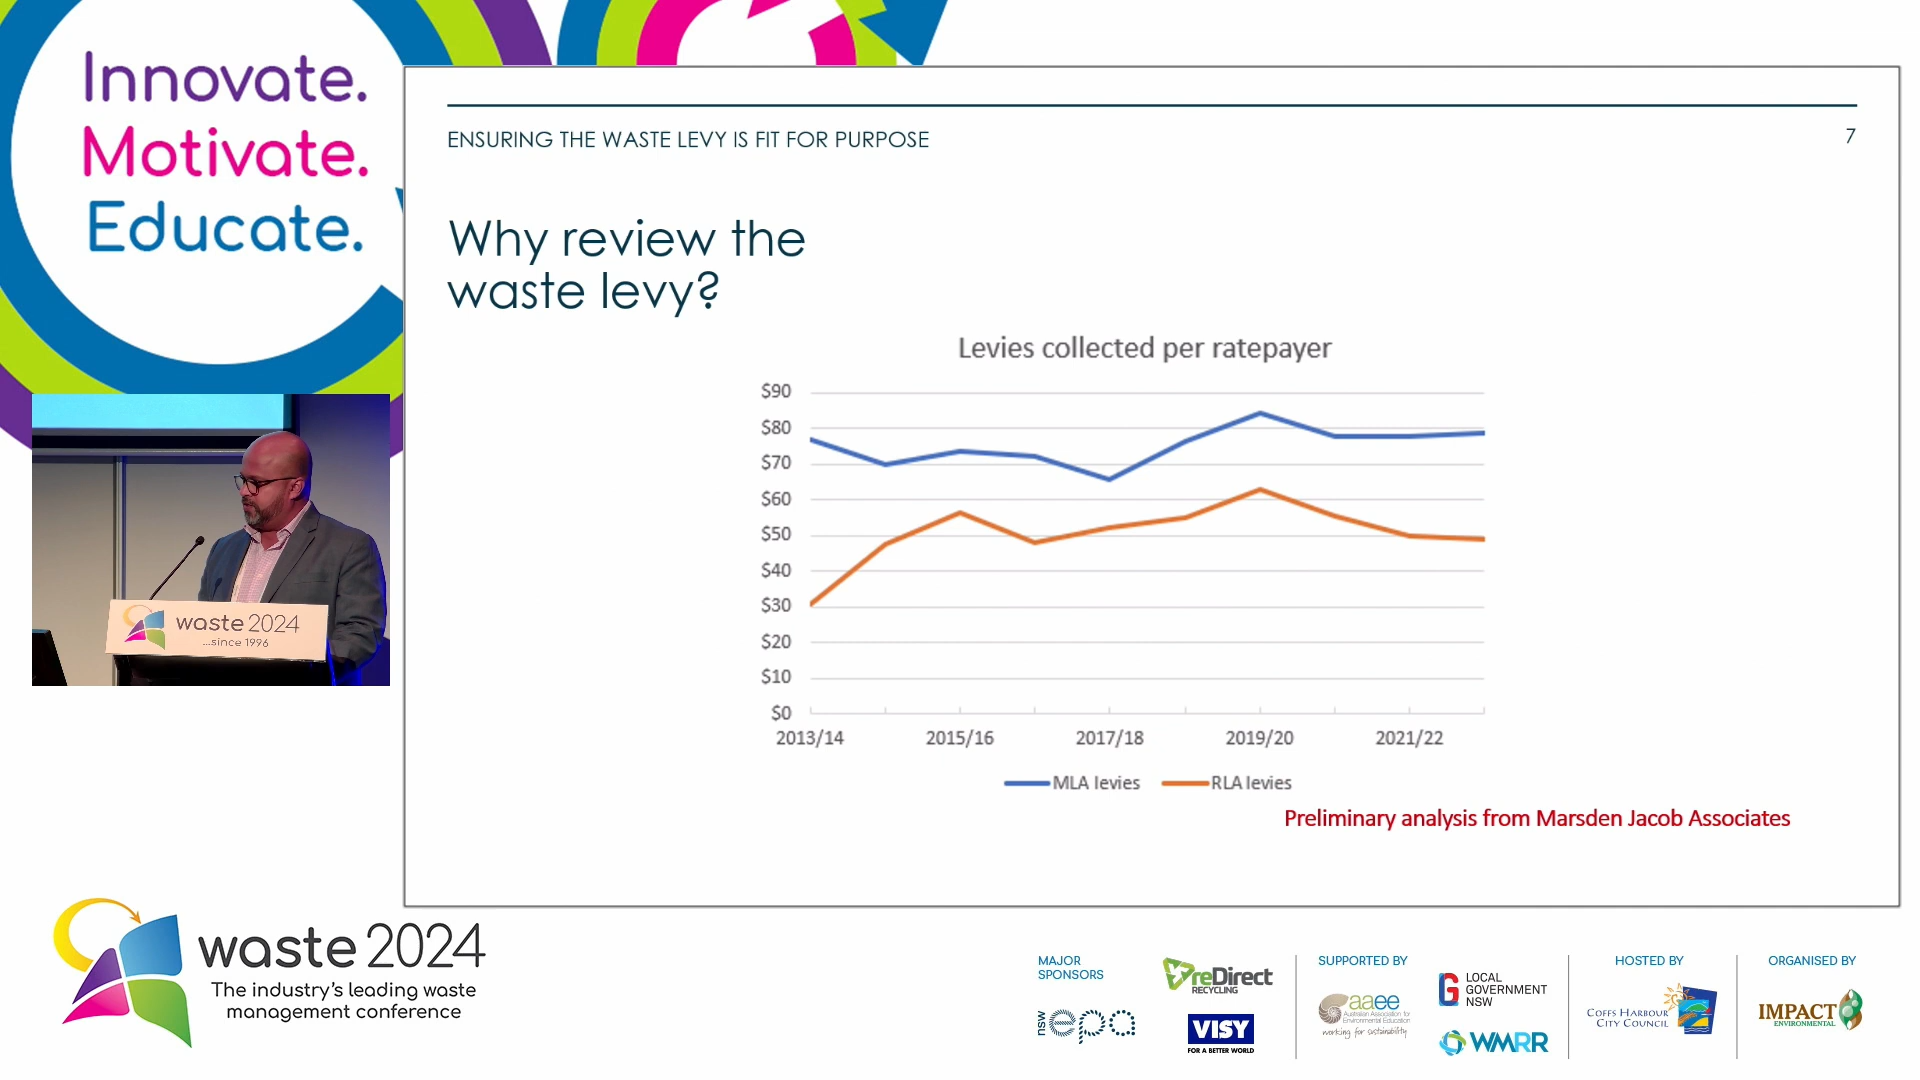 Innovate.
Motivate.
Educate.
ENSURING THE WASTE LEVY IS FIT FOR PURPOSE
7
Why review the
waste levy?
Levies collected per ratepayer
$90
$80
$70
$60
$50
$40
$30
$20
$10
$0
2013/14 2015/16 2017/18 2019/20 2021/22
MLA levies RLA levies
Preliminary analysis from Marsden Jacob Associates
waste 2024
...since 1996
waste 2024
The industry's leading waste
management conference
MAJOR
SPONSORS
reDirect
RECYCLING
nsw epa
VISY
FOR A BETTER WORLD
SUPPORTED BY
aaee
Australian Association for
Environmental Education
working for sustainability
LOCAL
GOVERNMENT
NSW
WMRR
HOSTED BY
COFFS HARBOUR
CITY COUNCIL
ORGANISED BY
IMPACT
ENVIRONMENTAL